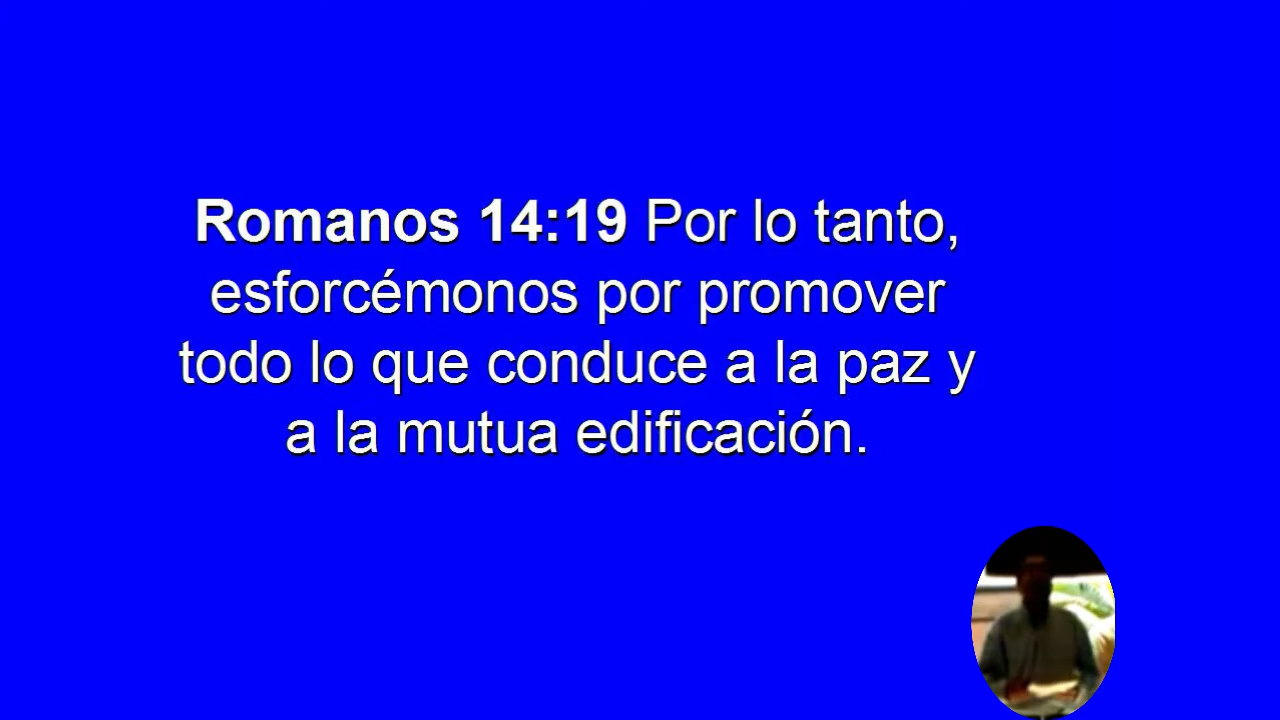 Romanos 14:19 Por lo tanto,
esforcémonos por promover
todo lo que conduce a la paz y
a la mutua edificación.